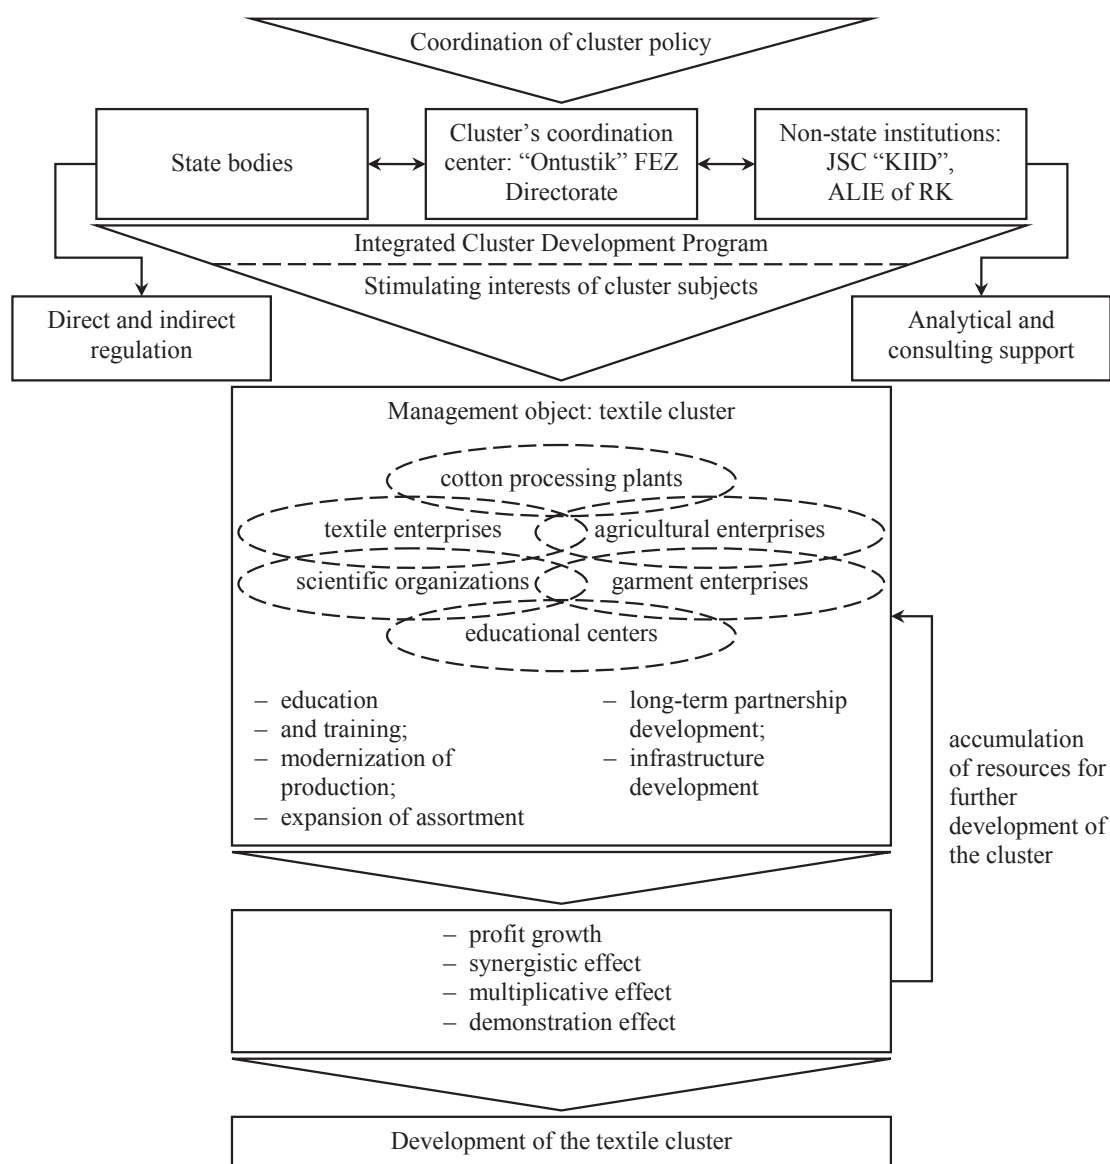 Coordination of cluster policy
State bodies
Cluster’s coordination
center: “Ontustik” FEZ
Directorate
Non-state institutions:
JSC “KIID”,
ALIE of RK
Integrated Cluster Development Program
Stimulating interests of cluster subjects
Direct and indirect
regulation
Analytical and
consulting support
Management object: textile cluster
cotton processing plants
textile enterprises
agricultural enterprises
scientific organizations
garment enterprises
educational centers
– education
– and training;
– modernization of
production;
– expansion of assortment
– long-term partnership
development;
– infrastructure
development
accumulation
of resources for
further
development of
the cluster
– profit growth
– synergistic effect
– multiplicative effect
– demonstration effect
Development of the textile cluster